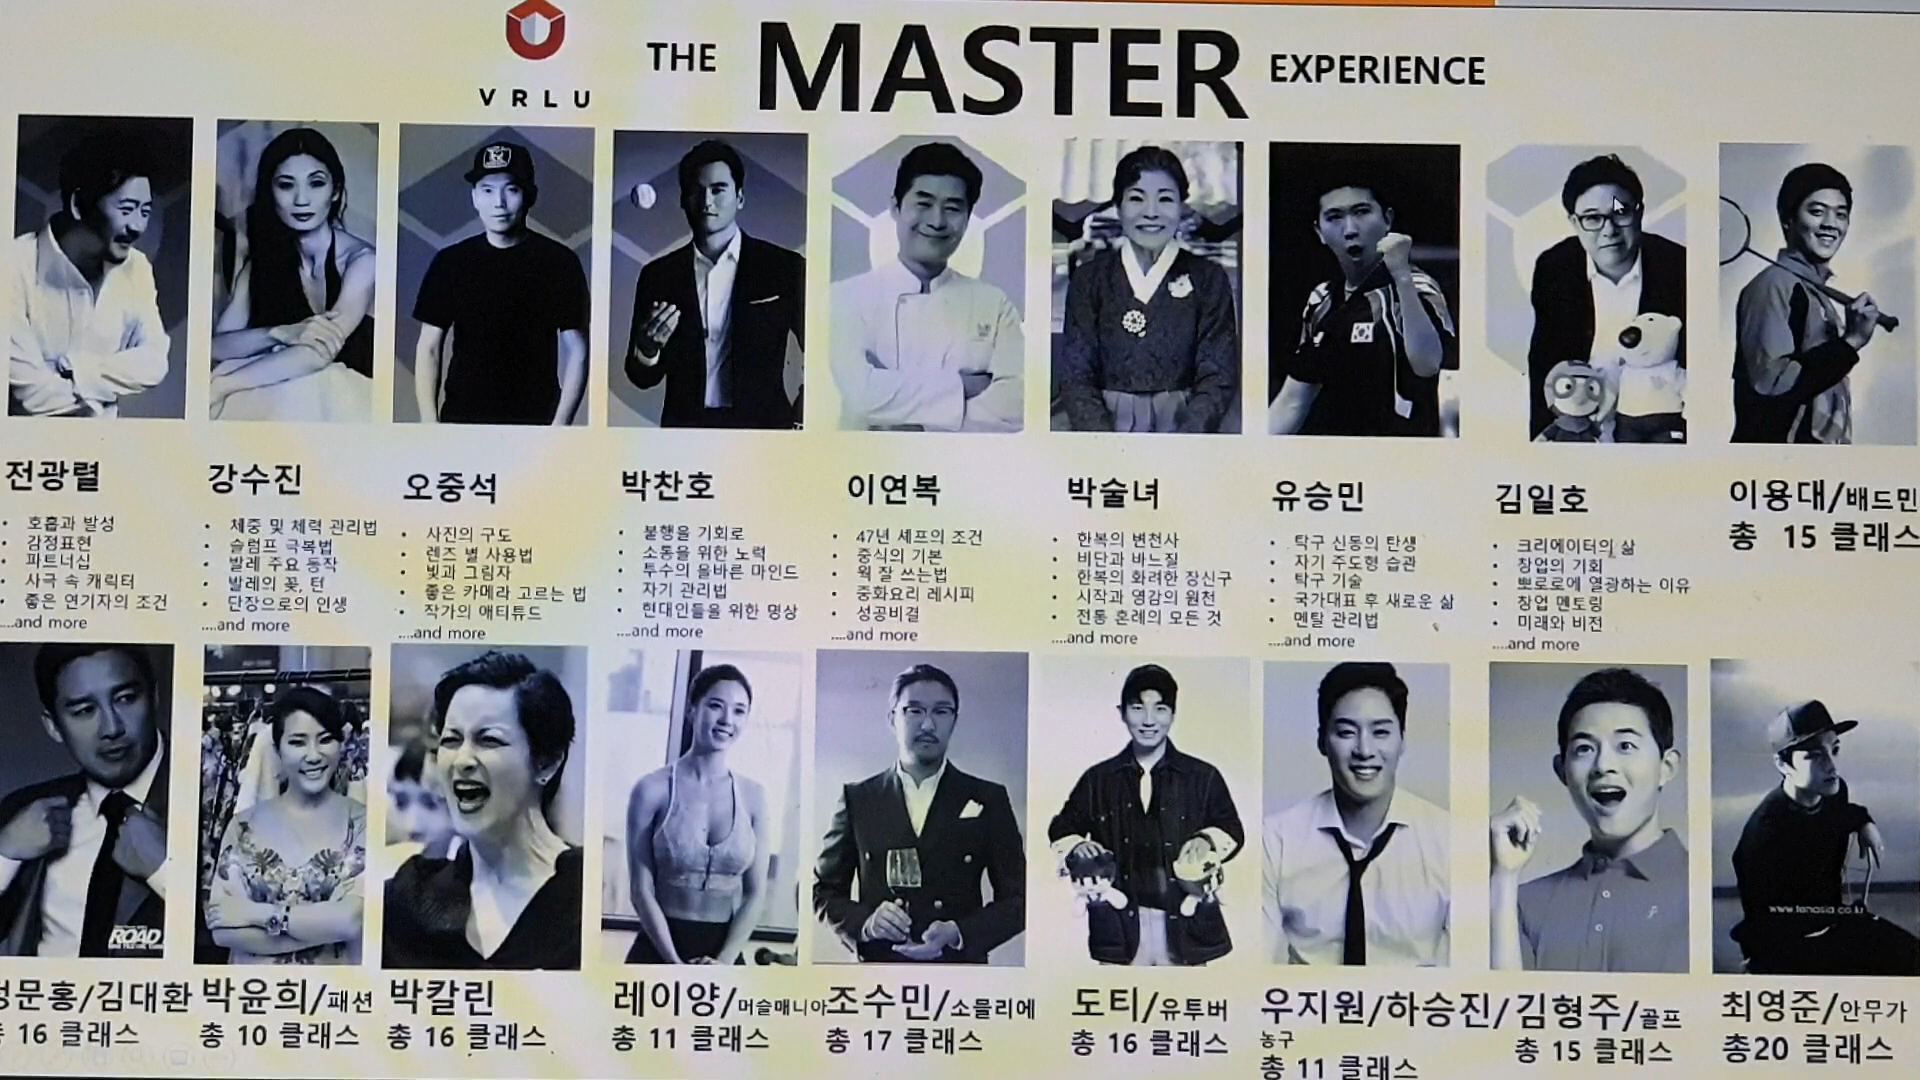 VRLU
THE MASTER EXPERIENCE
전광렬
• 호흡과 발성
• 감정표현
• 파트너십
• 사극 속 캐릭터
• 좋은 연기자의 조건
....and more
강수진
• 체중 및 체력 관리법
• 슬럼프 극복법
• 발레 주요 동작
• 발레의 꽃, 턴
• 단장으로의 인생
....and more
오중석
• 사진의 구도
• 렌즈 별 사용법
• 빛과 그림자
• 좋은 카메라 고르는 법
• 작가의 애티튜드
....and more
박찬호
• 불행을 기회로
• 소통을 위한 노력
• 투수의 올바른 마인드
• 자기 관리법
• 현대인들을 위한 명상
....and more
이연복
• 47년 셰프의 조건
• 중식의 기본
• 웍 잘 쓰는법
• 중화요리 레시피
• 성공비결
....and more
박술녀
• 한복의 변천사
• 비단과 바느질
• 한복의 화려한 장신구
• 시작과 영감의 원천
• 전통 혼례의 모든 것
....and more
유승민
• 탁구 신동의 탄생
• 자기 주도형 습관
• 탁구 기술
• 국가대표 후 새로운 삶
• 멘탈 관리법
....and more
김일호
• 크리에이터의 삶
• 창업의 기회
• 뽀로로에 열광하는 이유
• 창업 멘토링
• 미래와 비전
....and more
이용대/배드민
총 15 클래스
ROAD
문홍/김대환
16 클래스
박윤희/패션
총 10 클래스
박칼린
총 16 클래스
레이양/머슬매니아
총 11 클래스
조수민/소믈리에
총 17 클래스
도티/유투버
총 16 클래스
우지원/하승진/
농구
총 11 클래스
김형주/골프
총 15 클래스
www.tenasia.co.kr
최영준/안무가
총20 클래스